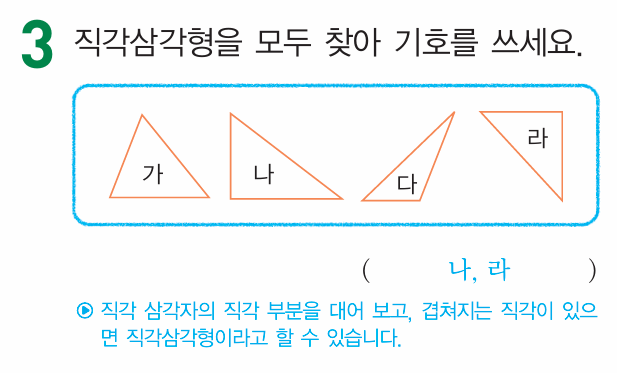 3 직각삼각형을 모두 찾아 기호를 쓰세요.
가 나 다 라
( 나, 라 )
직각 삼각자의 직각 부분을 대어 보고, 겹쳐지는 직각이 있으
면 직각삼각형이라고 할 수 있습니다.